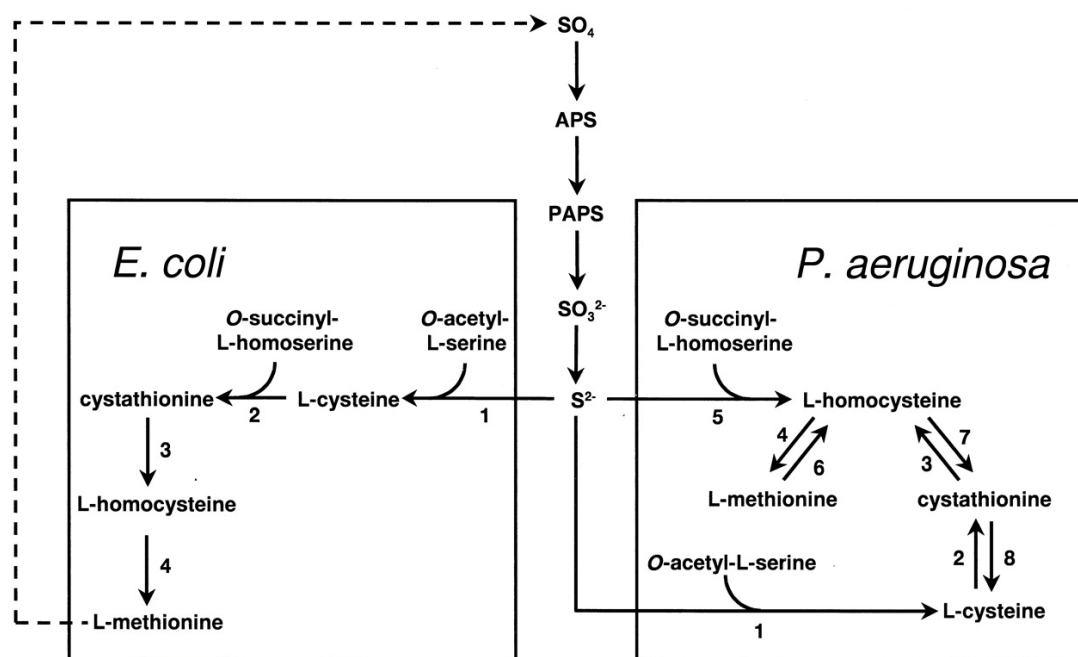 SO₄
APS
PAPS
E. coli
P. aeruginosa
SO₃²⁻
O-succinyl-
L-homoserine
O-acetyl-
L-serine
O-succinyl-
L-homoserine
cystathionine
2
L-cysteine
1
S²⁻
5
L-homocysteine
3
4
6
7
3
L-homocysteine
L-methionine
cystathionine
4
O-acetyl-L-serine
2
8
L-methionine
1
L-cysteine